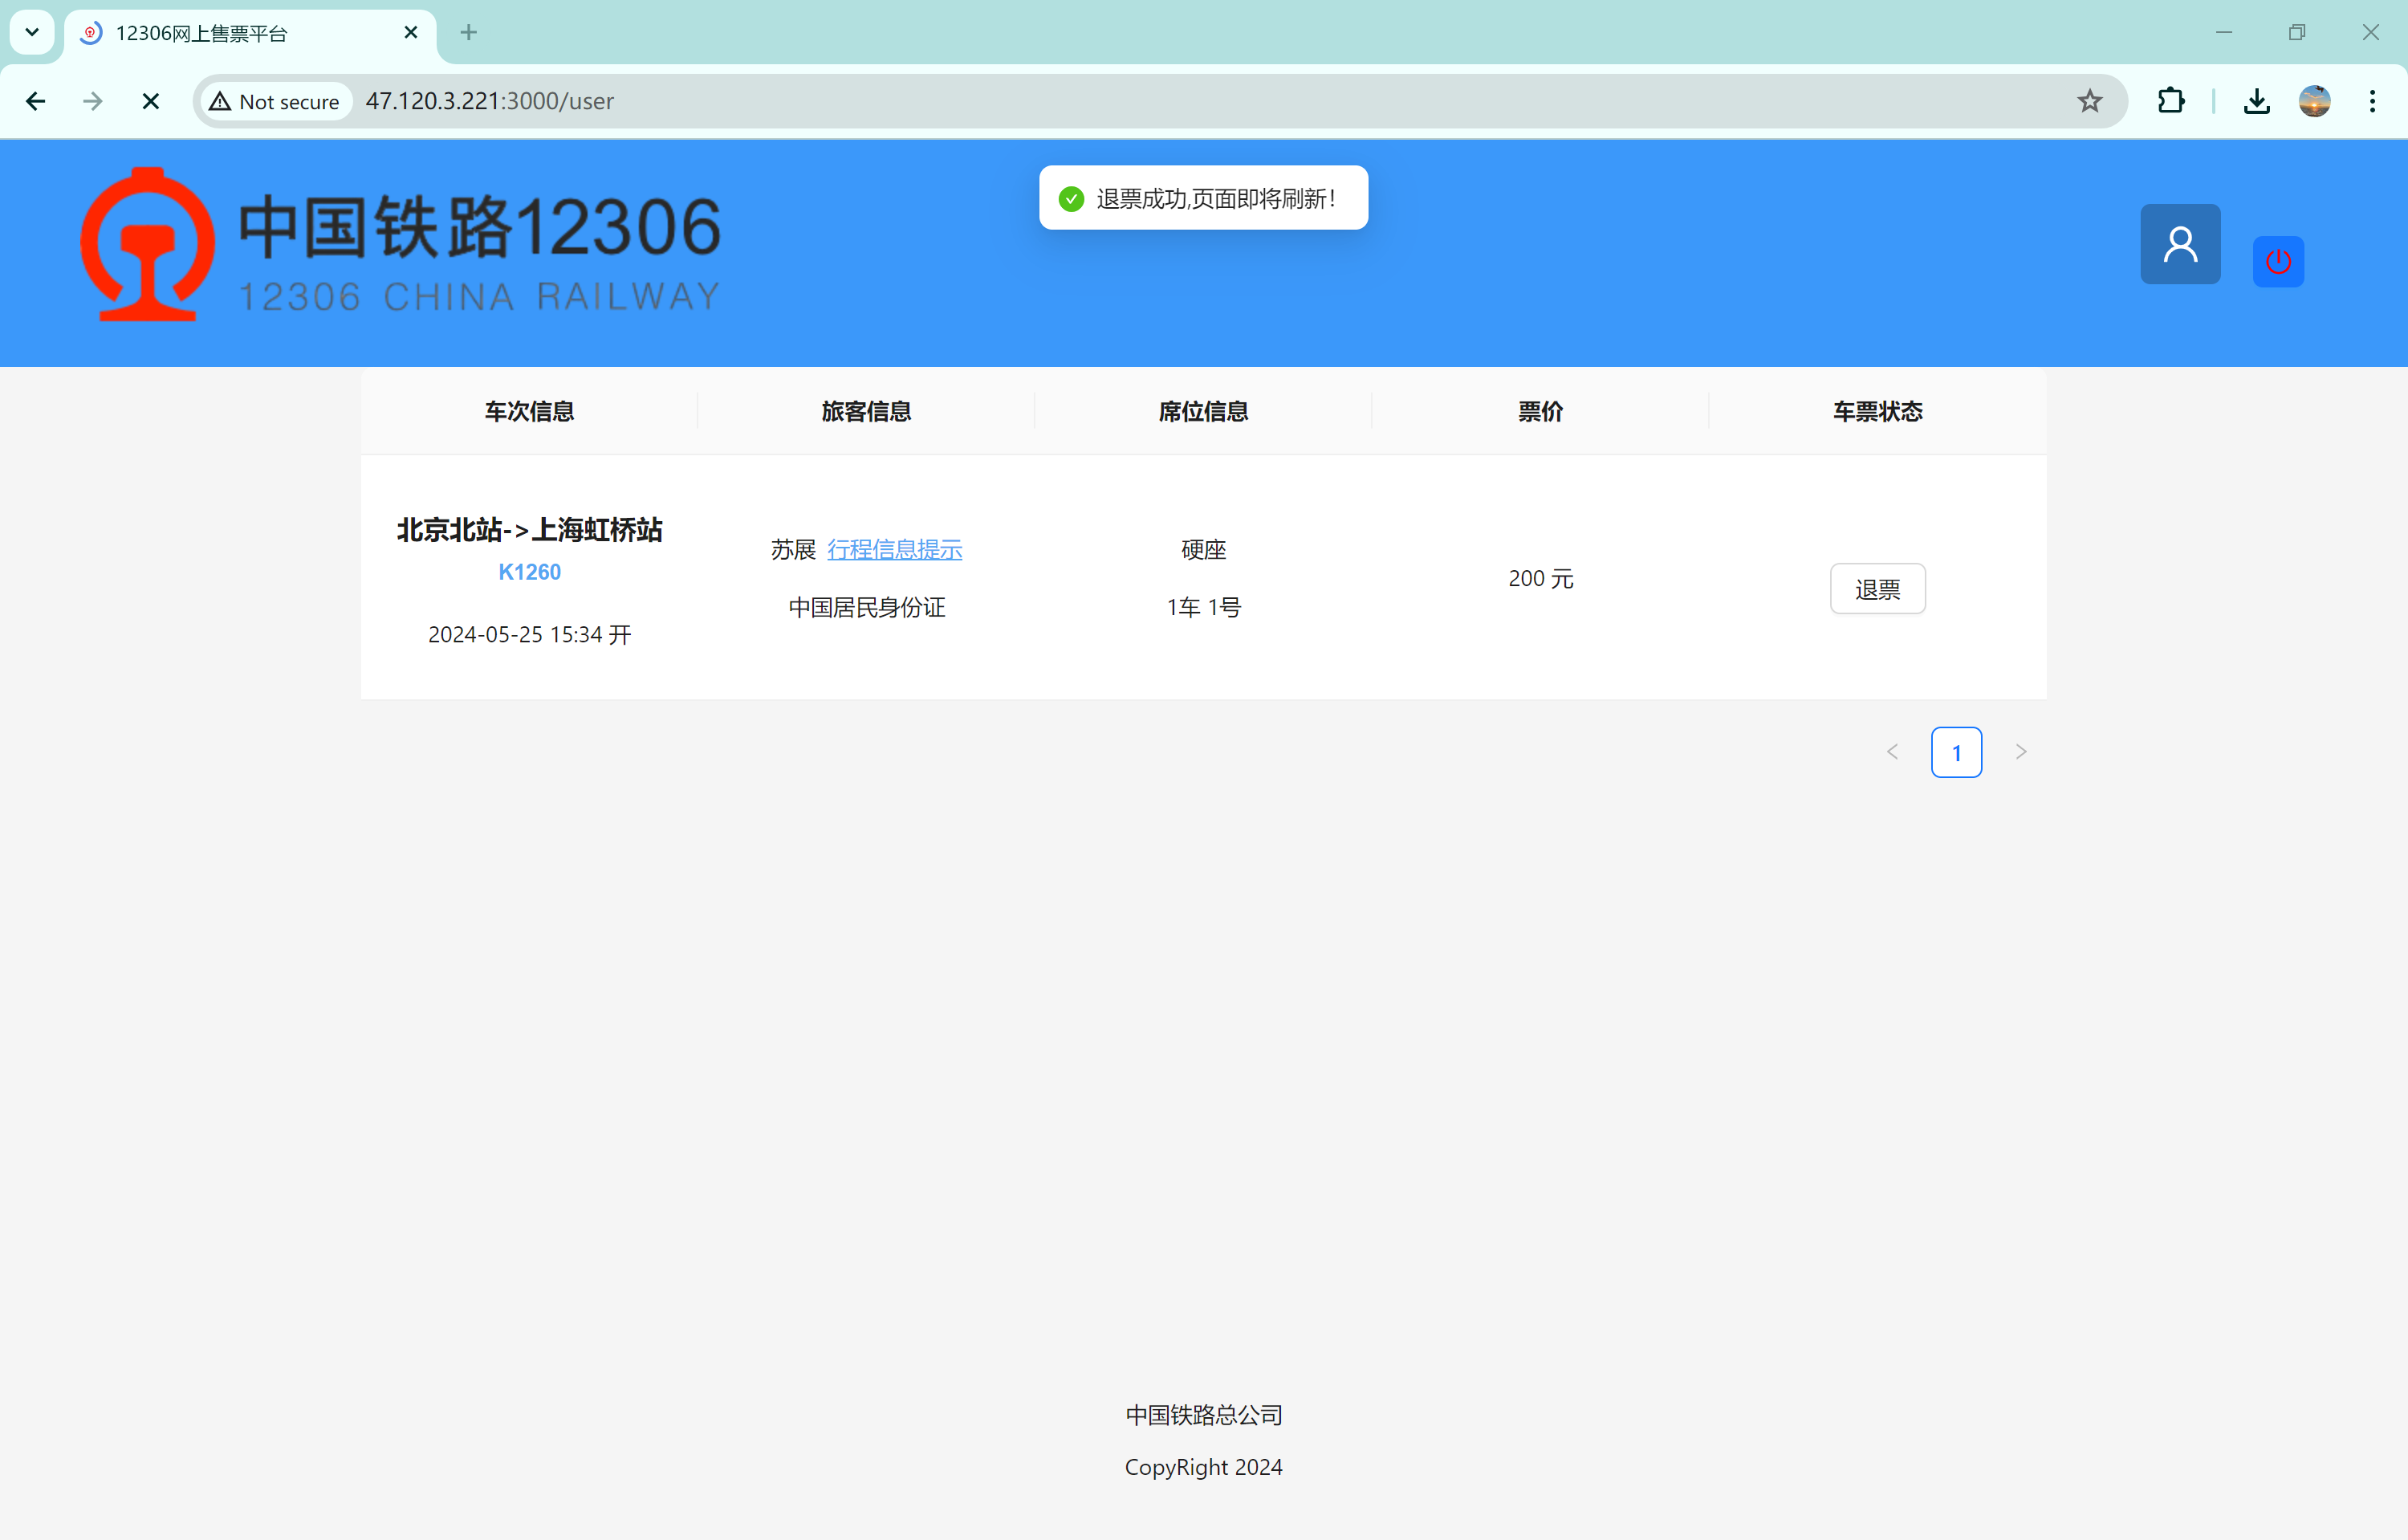 12306网上售票平台
Not secure
47.120.3.221:3000/user
中国铁路12306
12306 CHINA RAILWAY
退票成功,页面即将刷新!
车次信息
旅客信息
席位信息
票价
车票状态
北京北站->上海虹桥站
K1260
2024-05-25 15:34 开
苏展 行程信息提示
中国居民身份证
硬座
1车 1号
200 元
退票
1
中国铁路总公司
CopyRight 2024